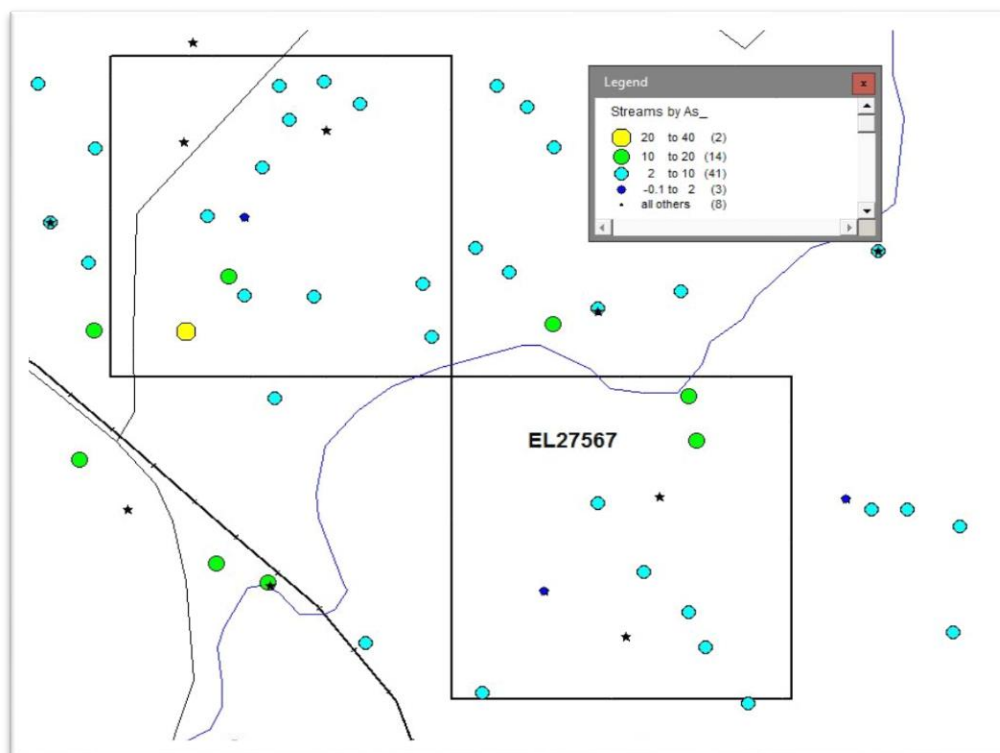 Legend
x
Streams by As_
20 to 40 (2)
10 to 20 (14)
2 to 10 (41)
-0.1 to 2 (3)
all others (8)
EL27567